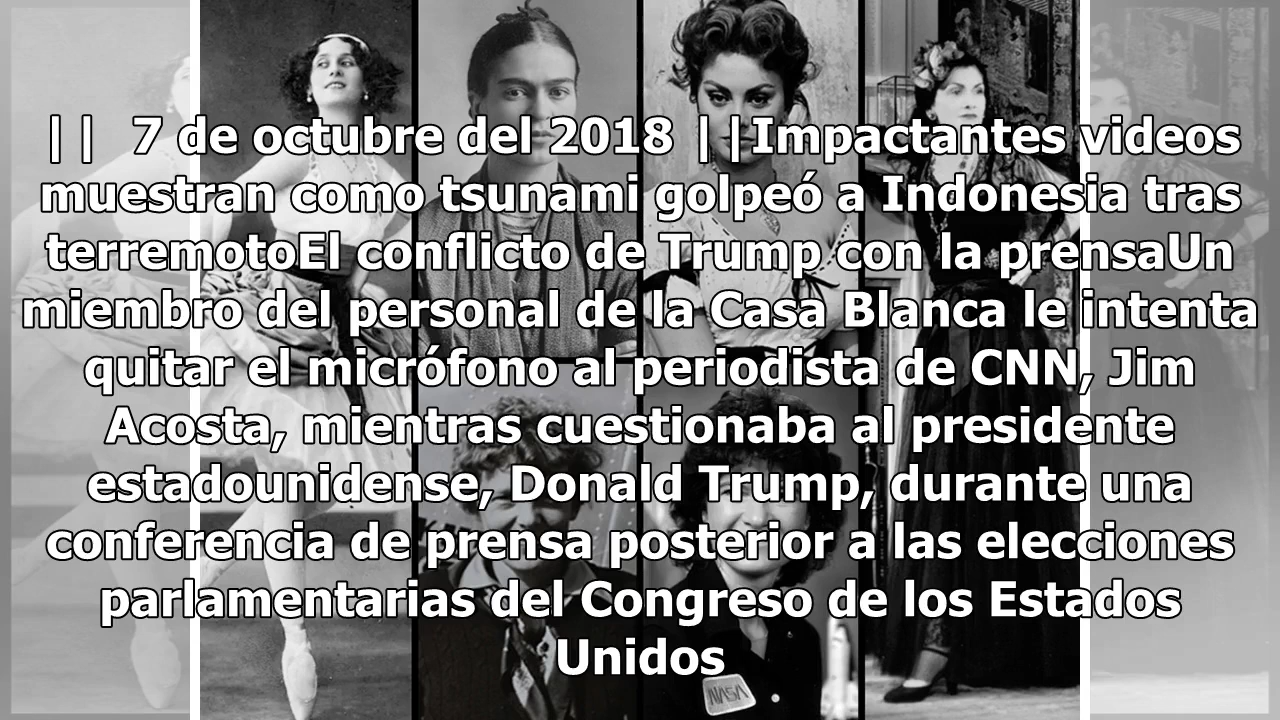 || 7 de octubre del 2018 ||Impactantes videos
muestran como tsunami golpeó a Indonesia tras
terremotoEl conflicto de Trump con la prensaUn
miembro del personal de la Casa Blanca le intenta
quitar el micrófono al periodista de CNN, Jim
Acosta, mientras cuestionaba al presidente
estadounidense, Donald Trump, durante una
conferencia de prensa posterior a las elecciones
parlamentarias del Congreso de los Estados
Unidos
NASA